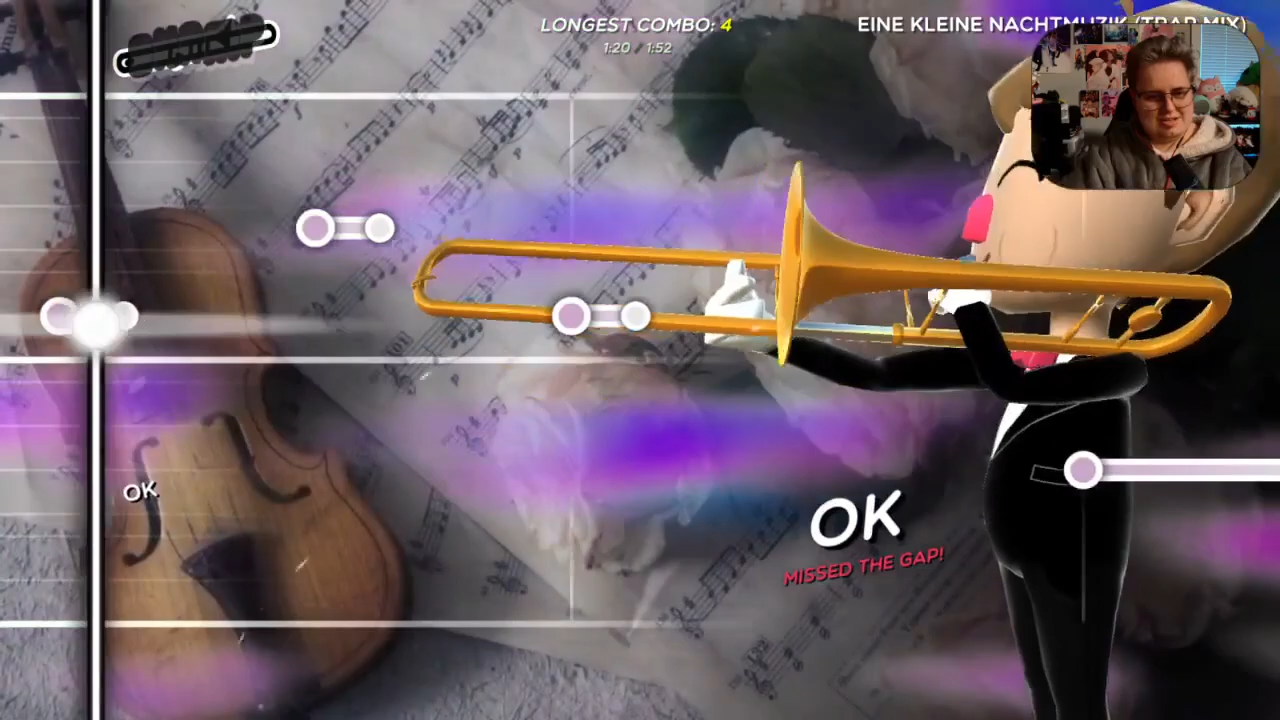 LONGEST COMBO: 4
1:20 / 1:52
EINE KLEINE NACHTMUZIK (TRAP MIX)
OK
OK
MISSED THE GAP!